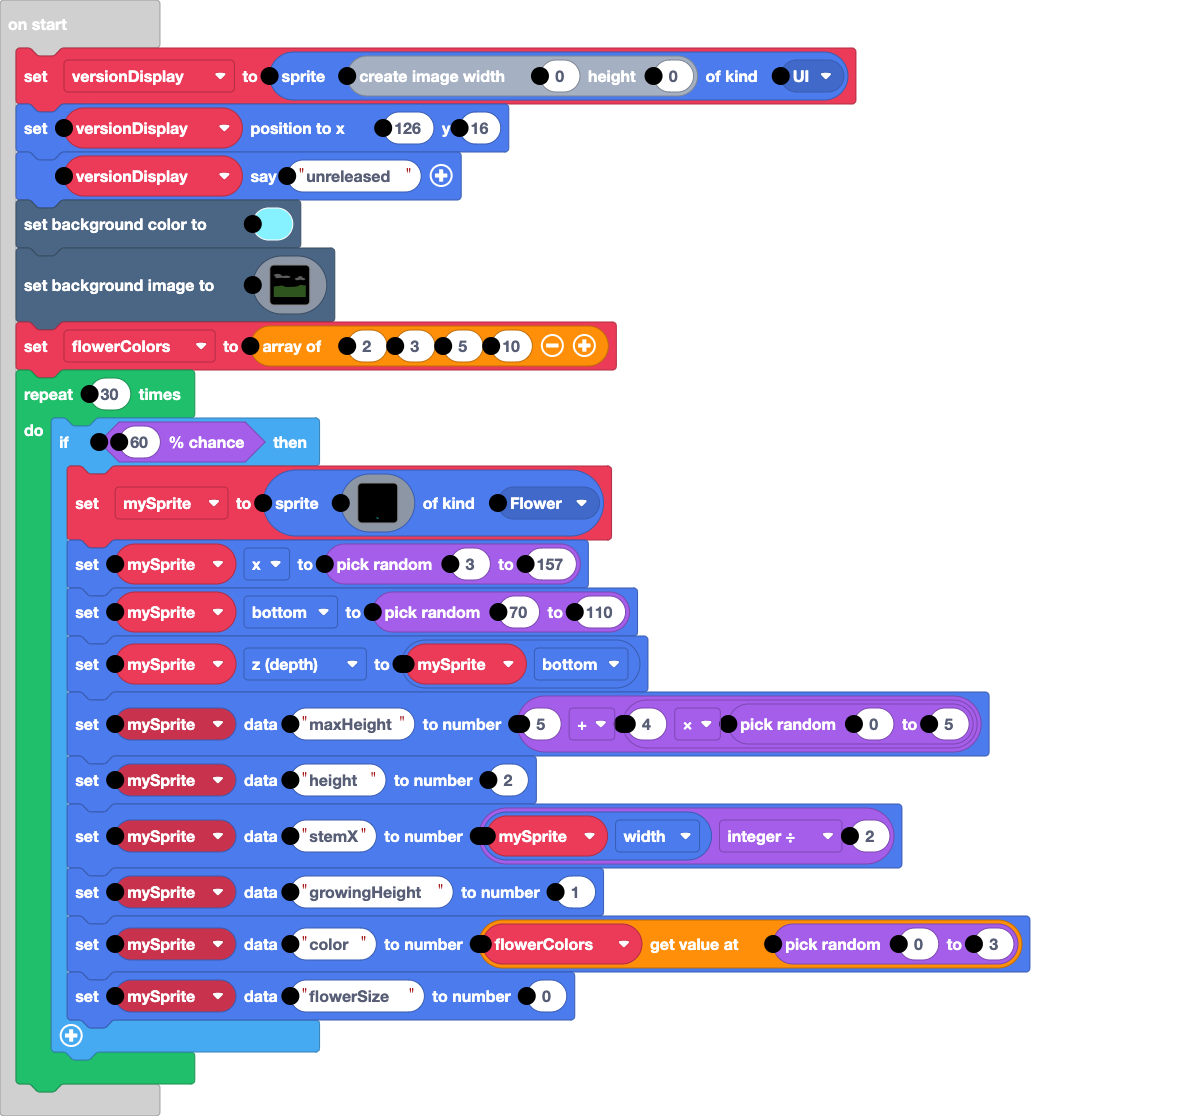 on start
set versionDisplay to sprite create image width 0 height 0 of kind UI
set versionDisplay position to x 126 y 16
versionDisplay say "unreleased "
set background color to
set background image to
set flowerColors to array of 2 3 5 10
repeat 30 times
do
if 60 % chance then
set mySprite to sprite of kind Flower
set mySprite x to pick random 3 to 157
set mySprite bottom to pick random 70 to 110
set mySprite z (depth) to mySprite bottom
set mySprite data "maxHeight " to number 5 + 4 × pick random 0 to 5
set mySprite data "height " to number 2
set mySprite data "stemX " to number mySprite width integer ÷ 2
set mySprite data "growingHeight " to number 1
set mySprite data "color " to number flowerColors get value at pick random 0 to 3
set mySprite data "flowerSize " to number 0